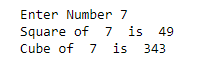 Enter Number 7
Square of  7  is  49
Cube of  7  is  343